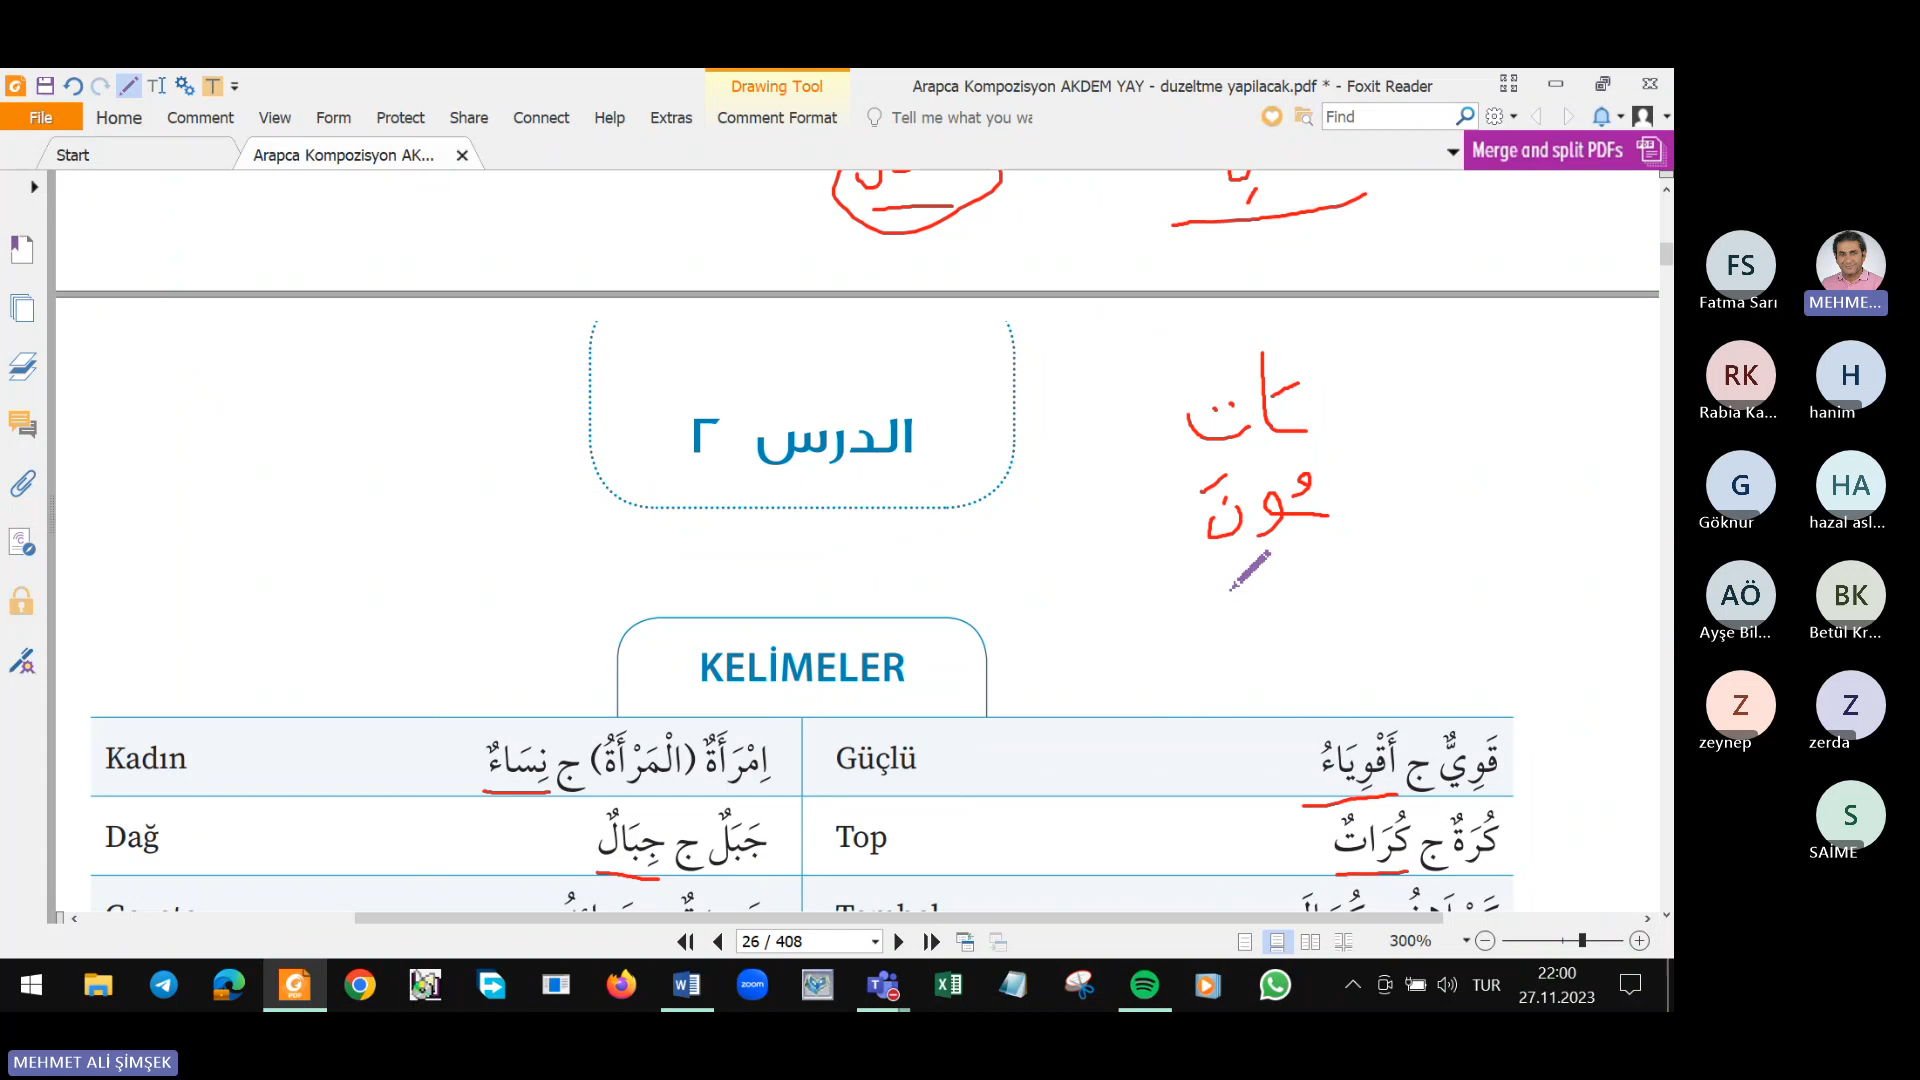 Drawing Tool
Arapca Kompozisyon AKDEM YAY - duzeltme yapilacak.pdf * - Foxit Reader
File Home Comment View Form Protect Share Connect Help Extras Comment Format Tell me what you wa Find
Start Arapca Kompozisyon AK... Merge and split PDFs
ـَات
الدرس ٢
ـُونَ
KELİMELER
Kadın اِمْرَأَةٌ (الْمَرْأَةُ) ج نِسَاءٌ Güçlü قَوِيٌّ ج أَقْوِيَاءُ
Dağ جَبَلٌ ج جِبَالٌ Top كُرَةٌ ج كُرَاتٌ
26 / 408 300%
zoom TUR 22:00
27.11.2023
FS
Fatma Sarı MEHME...
RK H
Rabia Ka... hanim
G HA
Göknur hazal asl...
AÖ BK
Ayşe Bil... Betül Kr...
Z Z
zeynep zerda
S
SAİME
MEHMET ALİ ŞİMŞEK